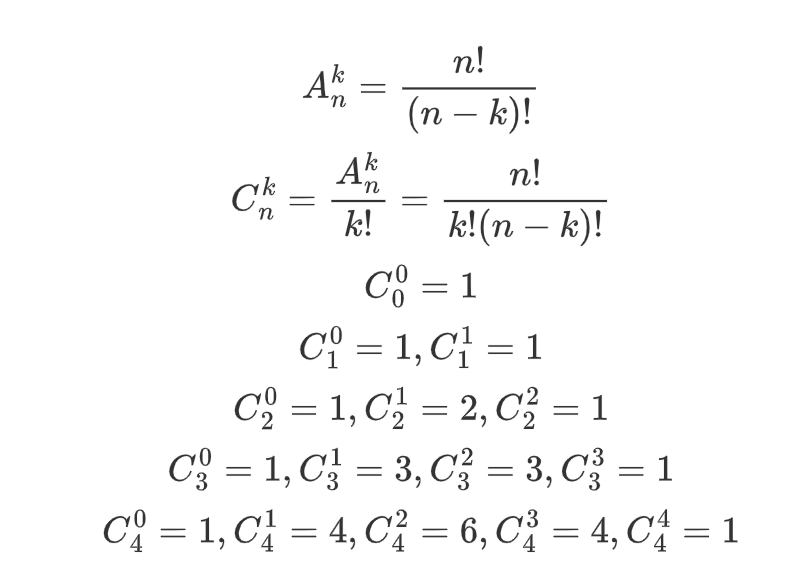 A_n^k = \frac{n!}{(n-k)!}
C_n^k = \frac{A_n^k}{k!} = \frac{n!}{k!(n-k)!}
C_0^0 = 1
C_1^0 = 1, C_1^1 = 1
C_2^0 = 1, C_2^1 = 2, C_2^2 = 1
C_3^0 = 1, C_3^1 = 3, C_3^2 = 3, C_3^3 = 1
C_4^0 = 1, C_4^1 = 4, C_4^2 = 6, C_4^3 = 4, C_4^4 = 1